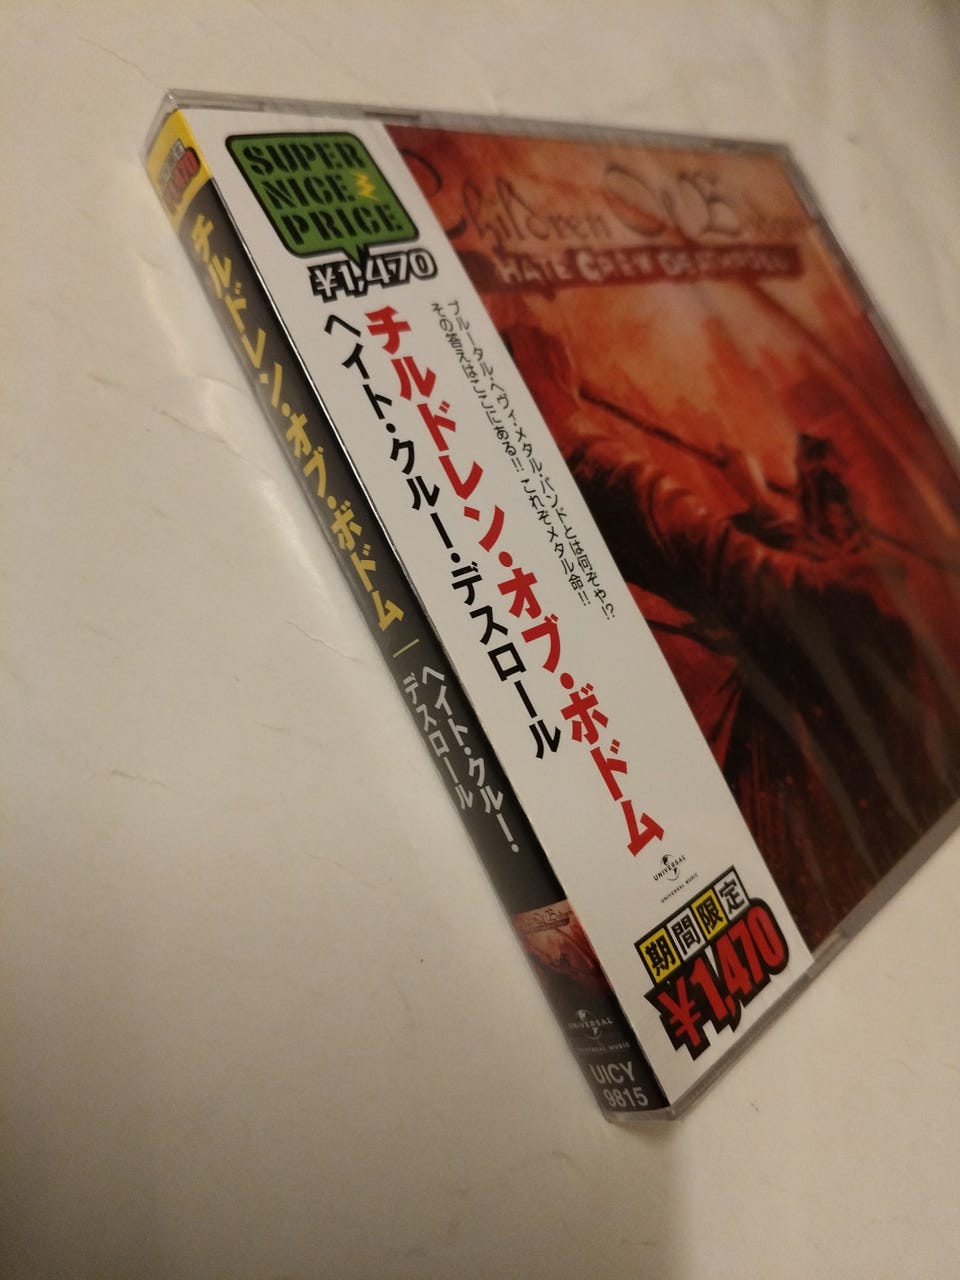 SUPER
NICE
PRICE
¥1,470
ブルータル・ヘヴィ・メタル・バンドとは何ぞや!?
その答えはここにある!! これぞメタル命!!
チルドレン・オブ・ボドム
ヘイト・クルー・デスロール
UNIVERSAL
UNIVERSAL MUSIC
期間限定
¥1,470
チルドレン・オブ・ボドム
ヘイト・クルー・
デスロール
UNIVERSAL
UNIVERSAL MUSIC
UICY
9815
Children Of
HATE CREW DEATHROLL